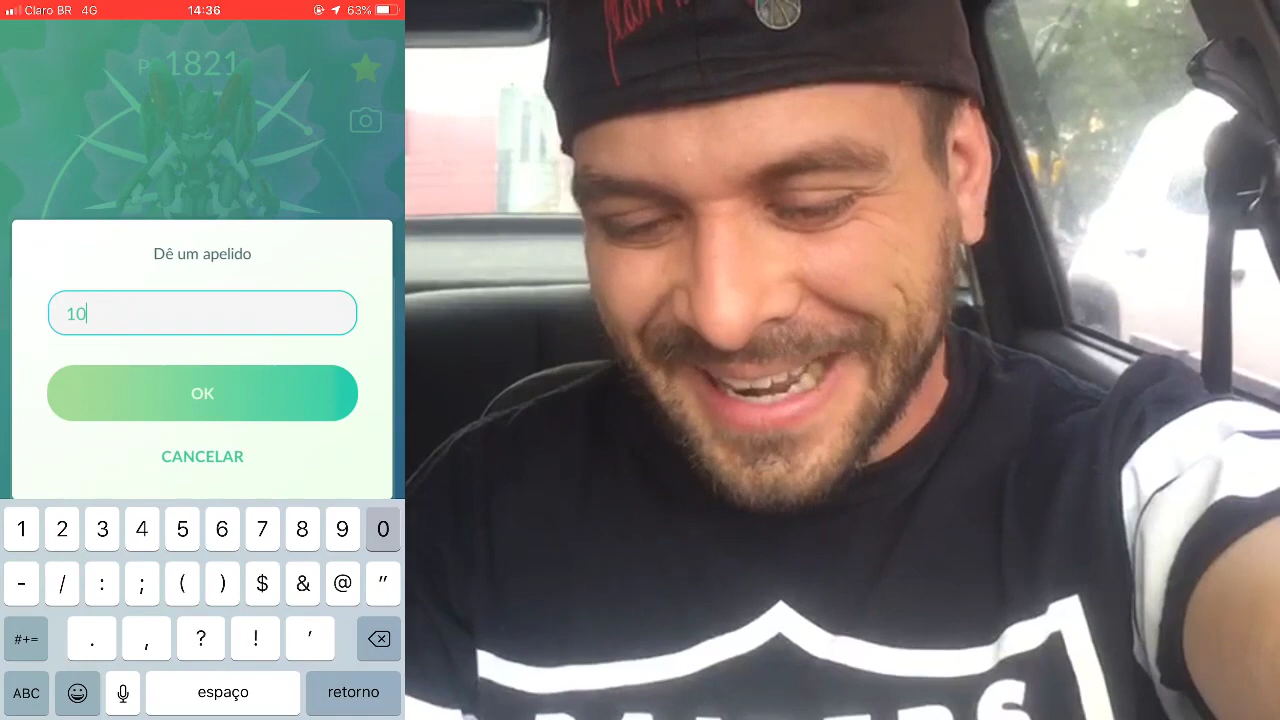 Claro BR 4G 14:36 63%
PC 1821
Dê um apelido
10
OK
CANCELAR
1 2 3 4 5 6 7 8 9 0
- / : ; ( ) $ & @ "
#+= . , ? ! '
ABC espaço retorno